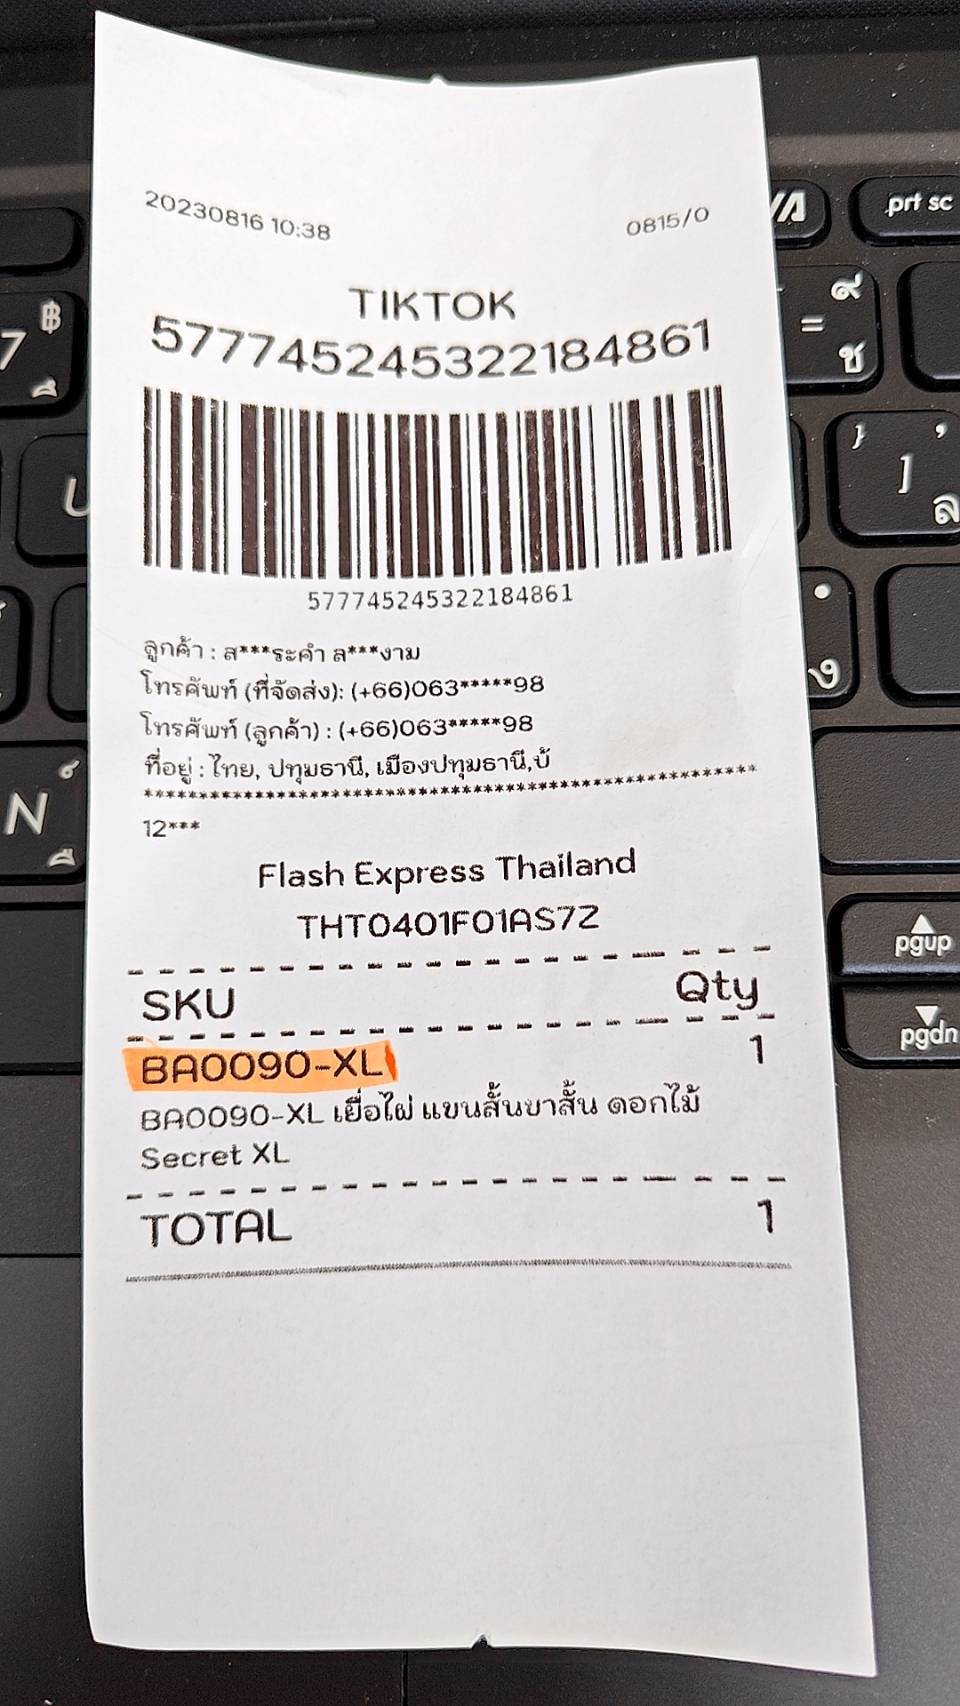 20230816 10:38
0815/0
TIKTOK
577745245322184861
577745245322184861
ลูกค้า : ส***ระคำ ล***งาม
โทรศัพท์ (ที่จัดส่ง): (+66)063*****98
โทรศัพท์ (ลูกค้า) : (+66)063*****98
ที่อยู่ : ไทย, ปทุมธานี, เมืองปทุมธานี,บ้
************************************************************
12***
Flash Express Thailand
THT0401F01AS7Z
SKU Qty
BA0090-XL 1
BA0090-XL เยื่อไผ่ แขนสั้นขาสั้น ดอกไม้
Secret XL
TOTAL 1
prt sc
7 ฿
U
N
= ๙ ช
} ,
] ล
ง
pgup
pgdn